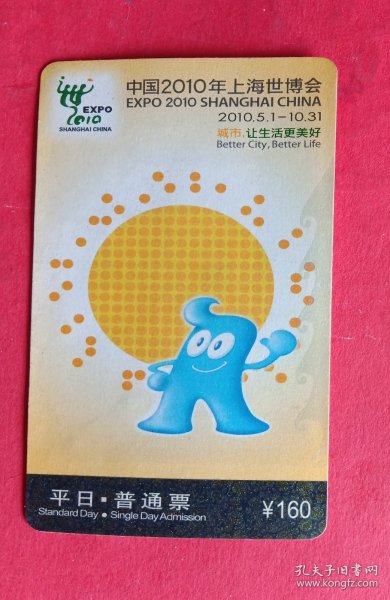 EXPO
2010
SHANGHAI CHINA
中国2010年上海世博会
EXPO 2010 SHANGHAI CHINA
2010.5.1-10.31
城市,让生活更美好
Better City, Better Life
平日·普通票
Standard Day • Single Day Admission
¥160
孔夫子旧书网
www.kongfz.com